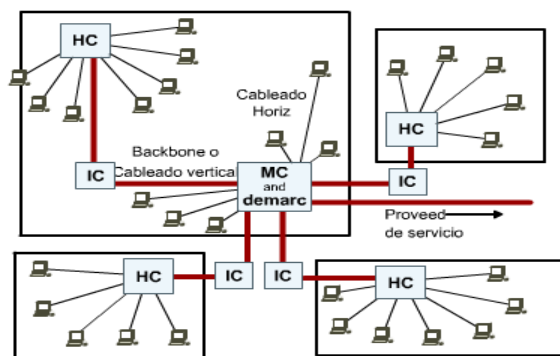 HC
Cableado
Horiz
HC
Backbone o
Cableado vertical
IC
MC
and
demarc
IC
Proveed
de servicio
HC
IC
IC
HC